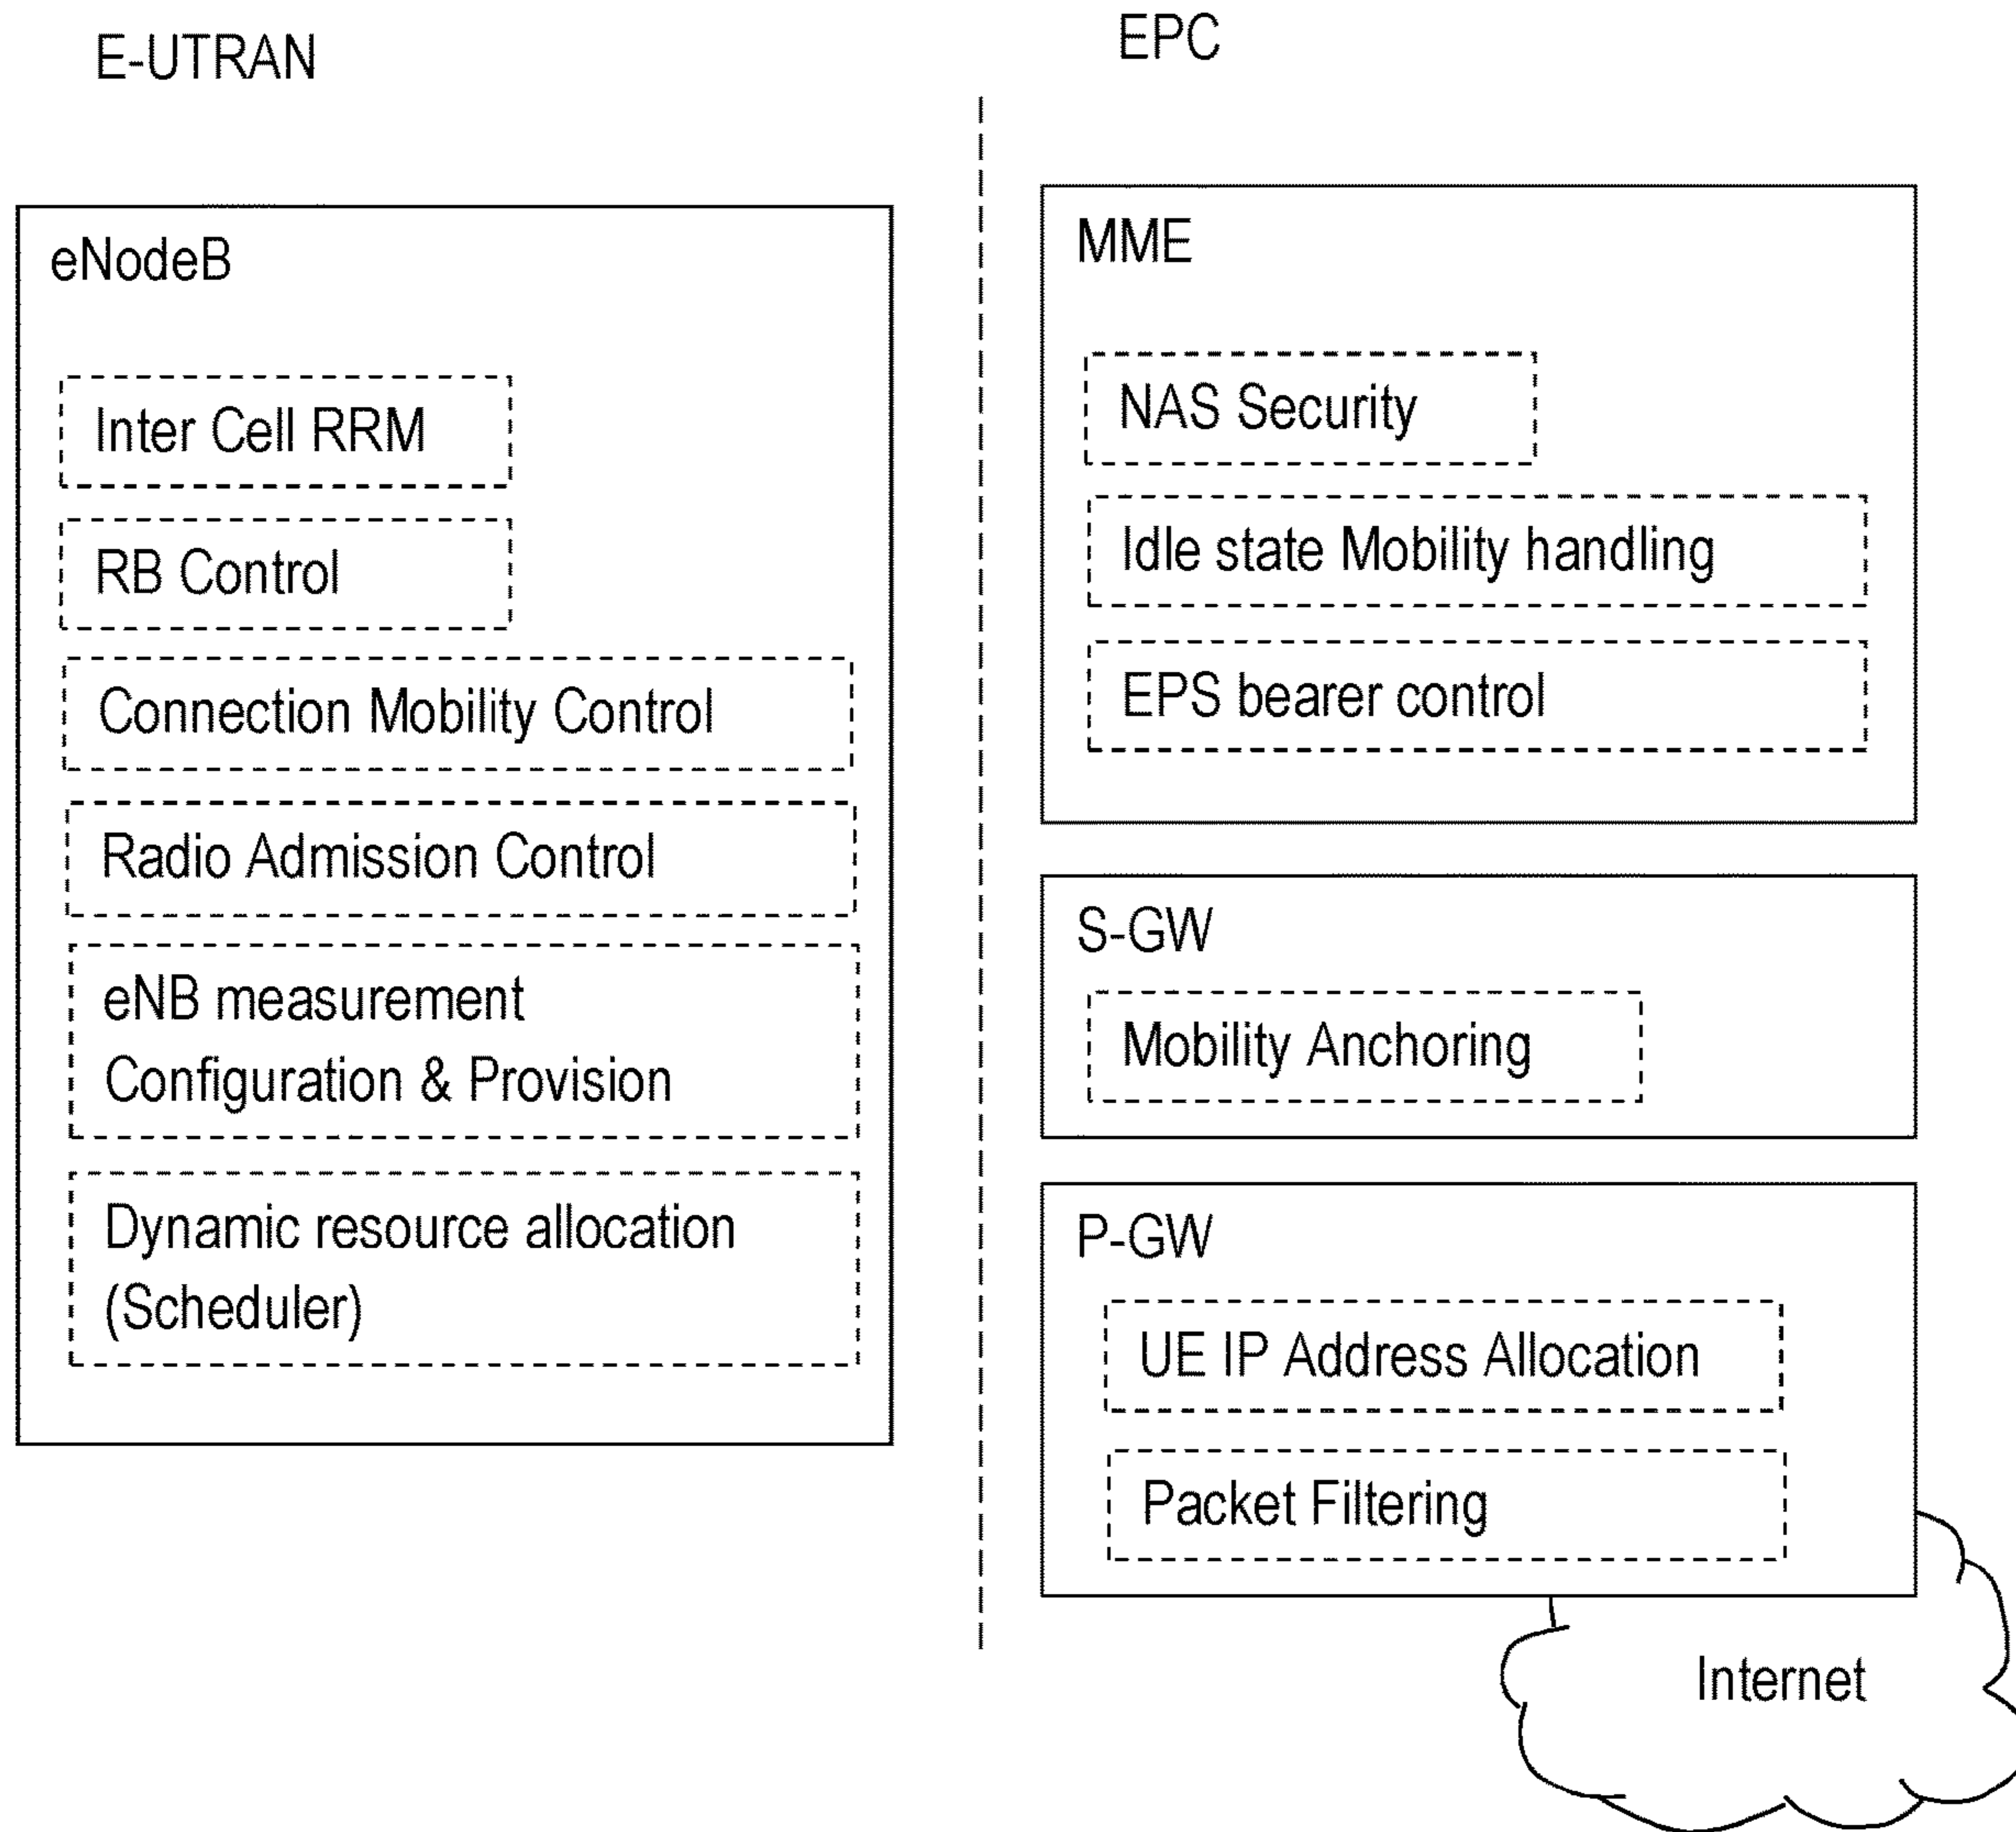 E-UTRAN
eNodeB
Inter Cell RRM
RB Control
Connection Mobility Control
Radio Admission Control
eNB measurement
Configuration & Provision
Dynamic resource allocation
(Scheduler)
EPC
MME
NAS Security
Idle state Mobility handling
EPS bearer control
S-GW
Mobility Anchoring
P-GW
UE IP Address Allocation
Packet Filtering
Internet